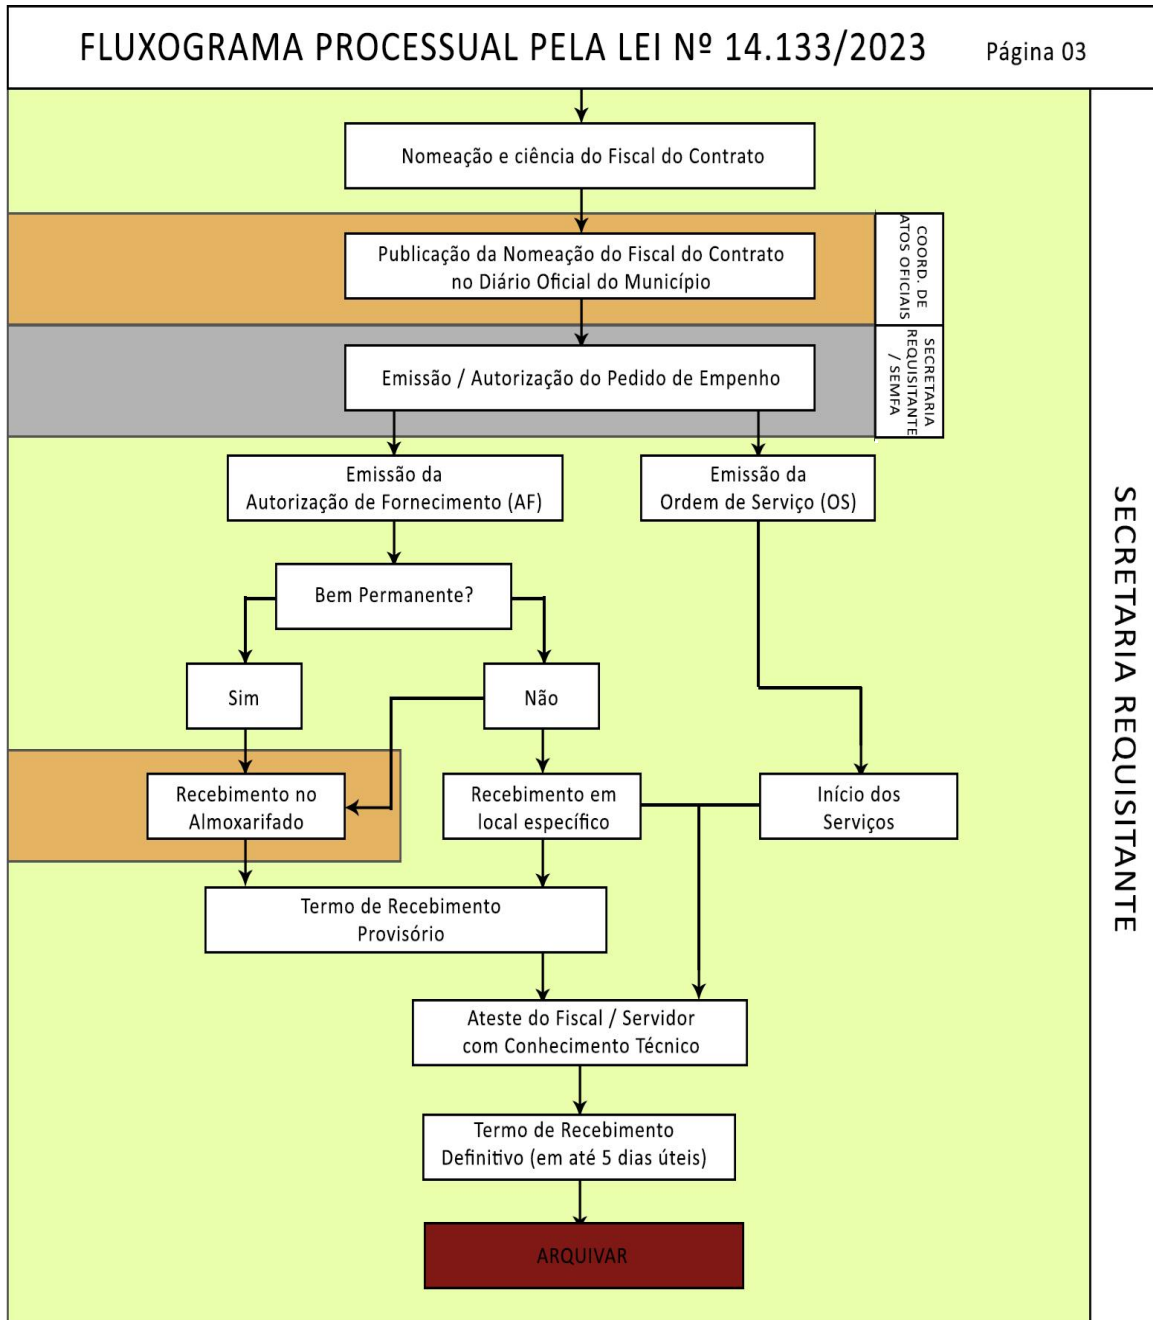 FLUXOGRAMA PROCESSUAL PELA LEI Nº 14.133/2023
Página 03
Nomeação e ciência do Fiscal do Contrato
Publicação da Nomeação do Fiscal do Contrato
no Diário Oficial do Município
COORD. DE
ATOS OFICIAIS
Emissão / Autorização do Pedido de Empenho
SECRETARIA
REQUISITANTE
/ SEMFA
Emissão da
Autorização de Fornecimento (AF)
Emissão da
Ordem de Serviço (OS)
Bem Permanente?
Sim
Não
Recebimento no
Almoxarifado
Recebimento em
local específico
Início dos
Serviços
Termo de Recebimento
Provisório
Ateste do Fiscal / Servidor
com Conhecimento Técnico
Termo de Recebimento
Definitivo (em até 5 dias úteis)
ARQUIVAR
SECRETARIA REQUISITANTE